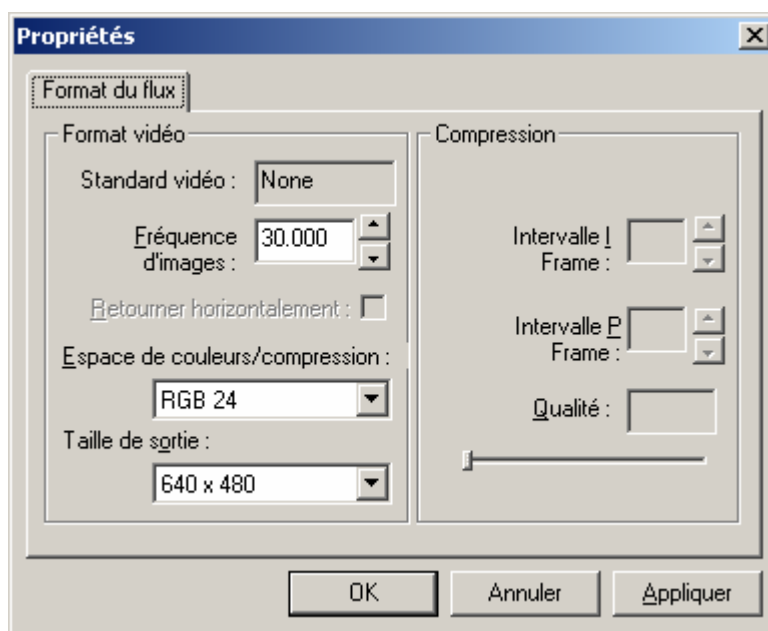 Propriétés
Format du flux
Format vidéo
Standard vidéo : None
Fréquence
d'images : 30.000
Retourner horizontalement :
Espace de couleurs/compression :
RGB 24
Taille de sortie :
640 x 480
Compression
Intervalle I
Frame :
Intervalle P
Frame :
Qualité :
OK
Annuler
Appliquer